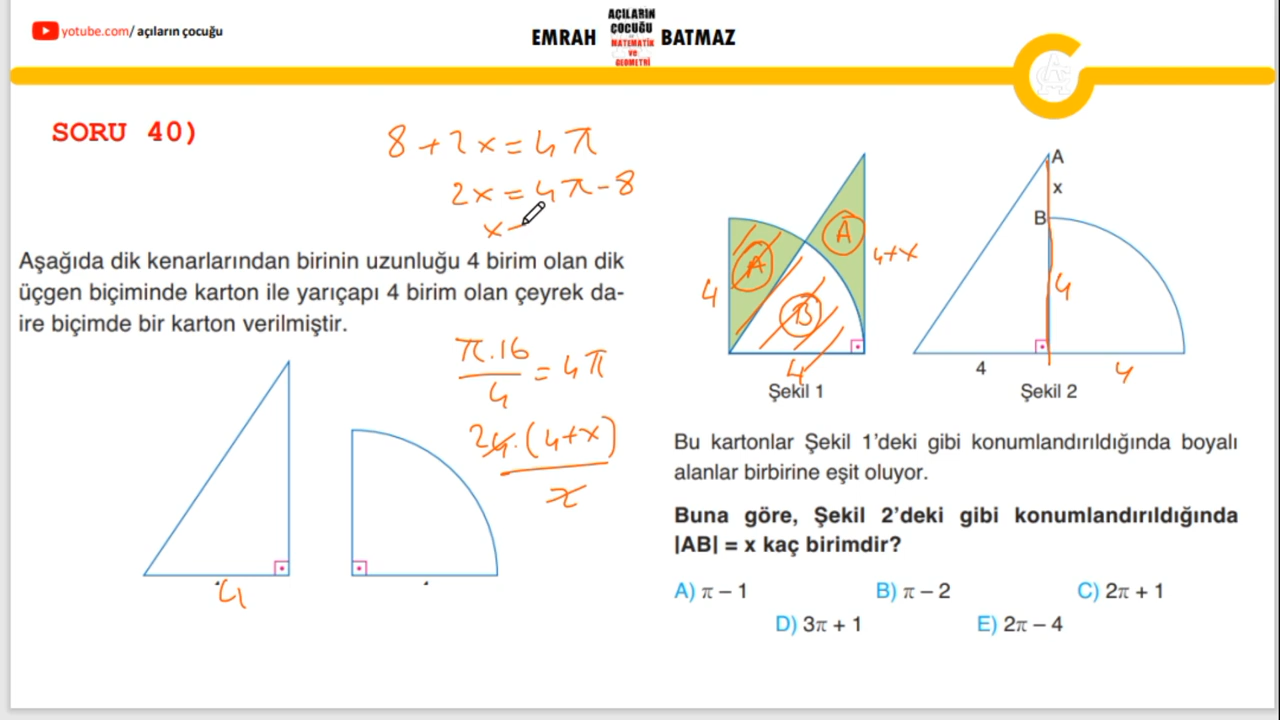 yotube.com/ açıların çocuğu
EMRAH
AÇILARIN
ÇOCUĞU
MATEMATİK
ve
GEOMETRİ
BATMAZ
SORU 40)
8 + 2x = 4π
2x = 4π - 8
x =
Aşağıda dik kenarlarından birinin uzunluğu 4 birim olan dik
üçgen biçiminde karton ile yarıçapı 4 birim olan çeyrek da-
ire biçimde bir karton verilmiştir.
4
π.16
4
= 4π
2 4.(4+x)
2
A
A
B
4
4+x
4
Şekil 1
A
x
B
4
4
4
Şekil 2
Bu kartonlar Şekil 1'deki gibi konumlandırıldığında boyalı
alanlar birbirine eşit oluyor.
Buna göre, Şekil 2'deki gibi konumlandırıldığında
|AB| = x kaç birimdir?
A) π – 1
B) π – 2
C) 2π + 1
D) 3π + 1
E) 2π – 4